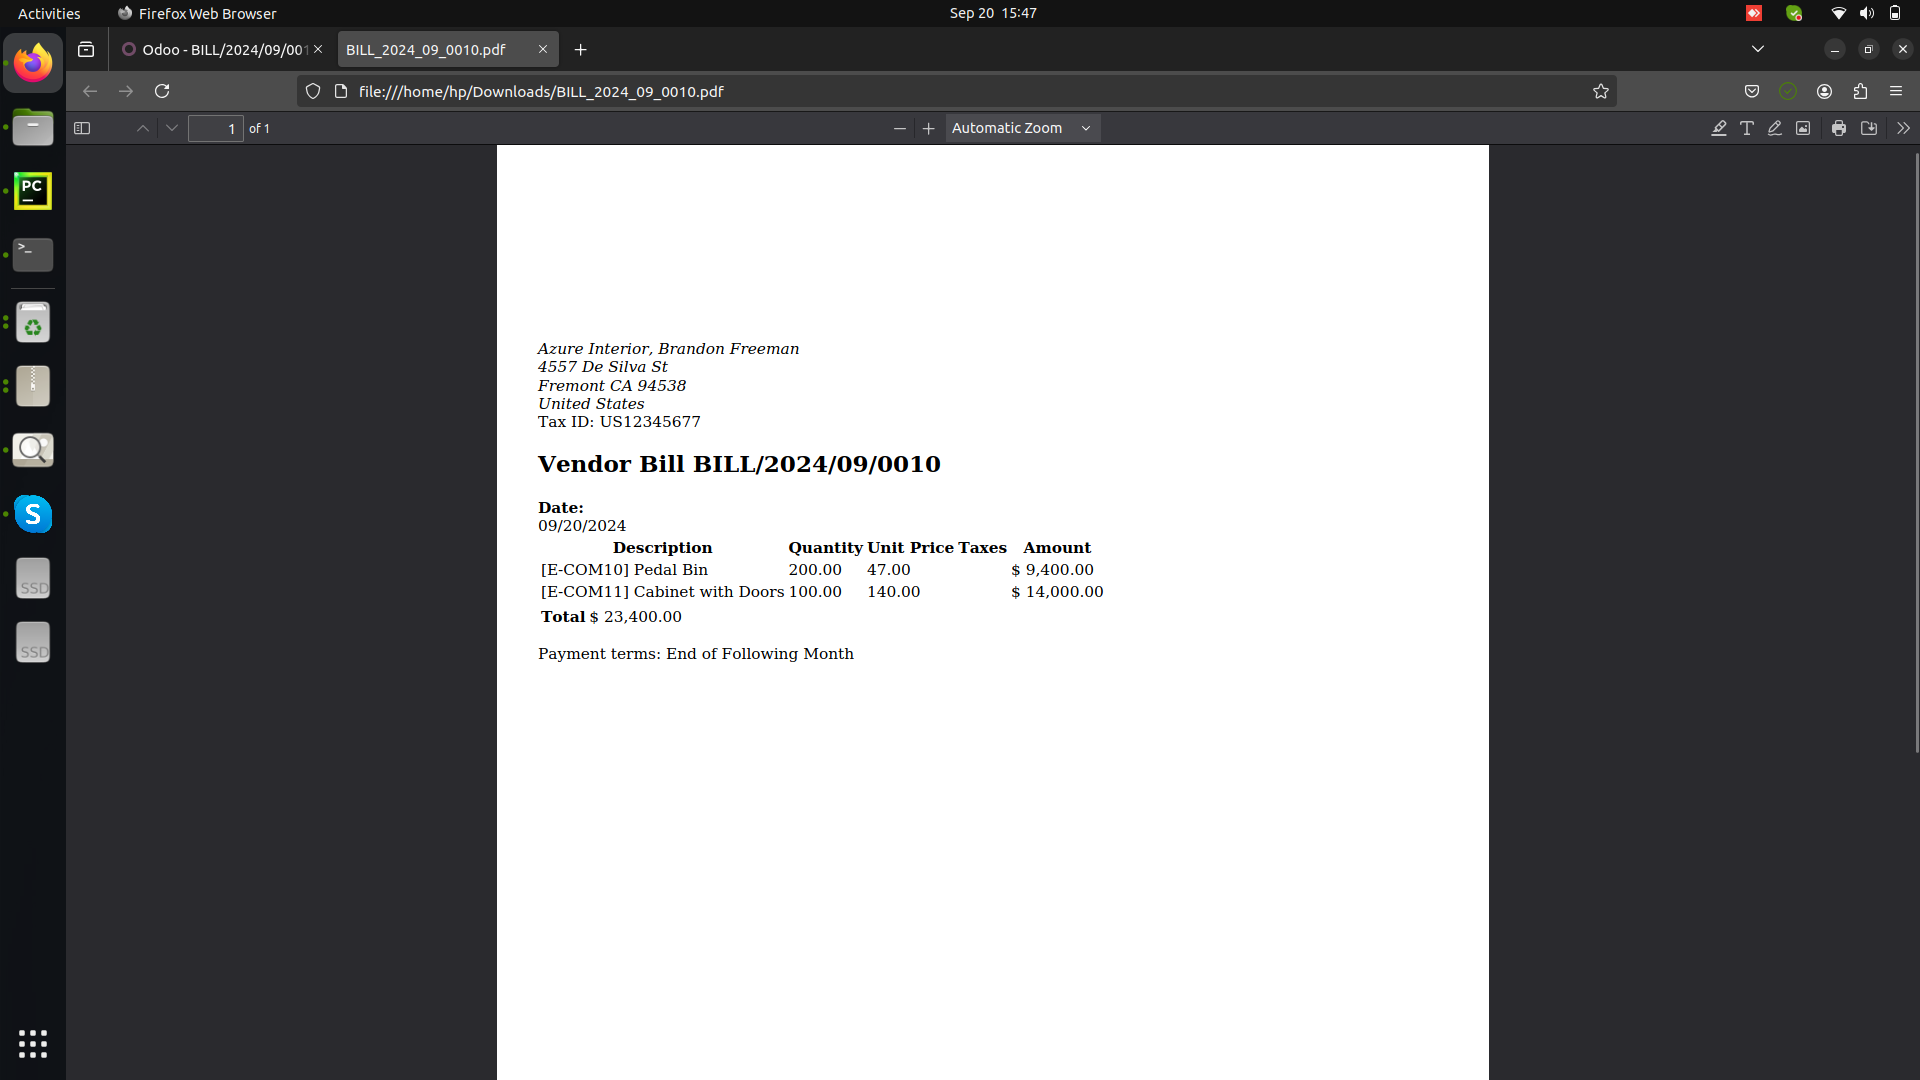 Activities Firefox Web Browser Sep 20 15:47
Odoo - BILL/2024/09/001 BILL_2024_09_0010.pdf
file:///home/hp/Downloads/BILL_2024_09_0010.pdf
1 of 1 Automatic Zoom
PC
>_
S
SSD
SSD
Azure Interior, Brandon Freeman
4557 De Silva St
Fremont CA 94538
United States
Tax ID: US12345677
Vendor Bill BILL/2024/09/0010
Date:
09/20/2024
Description Quantity Unit Price Taxes Amount
[E-COM10] Pedal Bin 200.00 47.00 $ 9,400.00
[E-COM11] Cabinet with Doors 100.00 140.00 $ 14,000.00
Total $ 23,400.00
Payment terms: End of Following Month